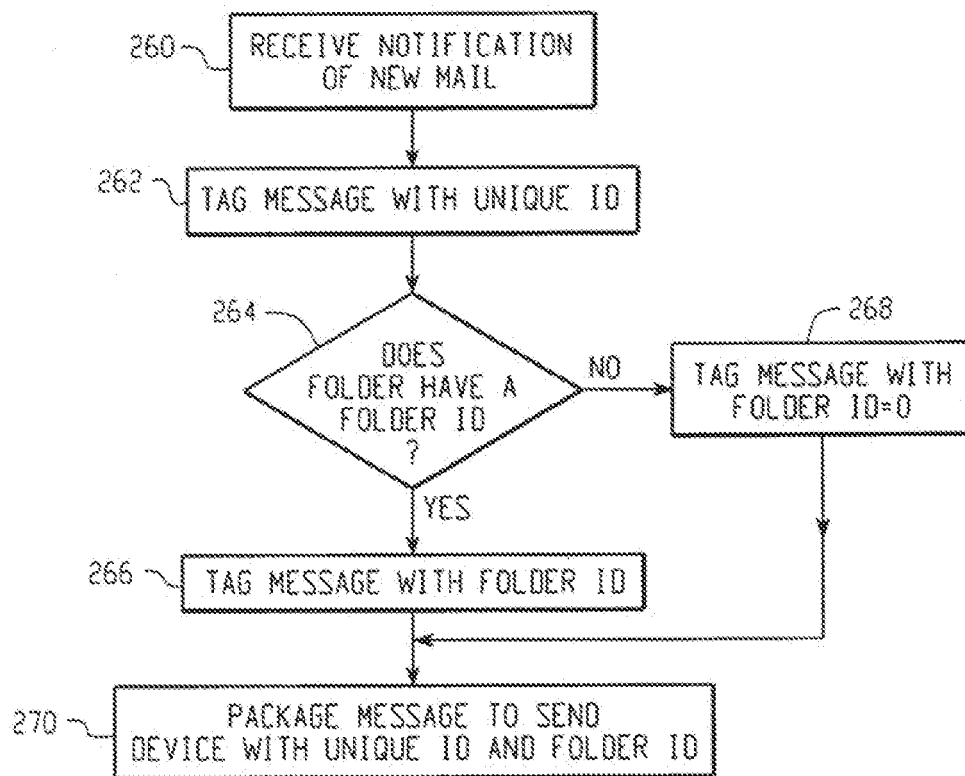 260
RECEIVE NOTIFICATION
OF NEW MAIL
262
TAG MESSAGE WITH UNIQUE ID
264
DOES
FOLDER HAVE A
FOLDER ID
?
NO
268
TAG MESSAGE WITH
FOLDER ID=0
YES
266
TAG MESSAGE WITH FOLDER ID
270
PACKAGE MESSAGE TO SEND
DEVICE WITH UNIQUE ID AND FOLDER ID